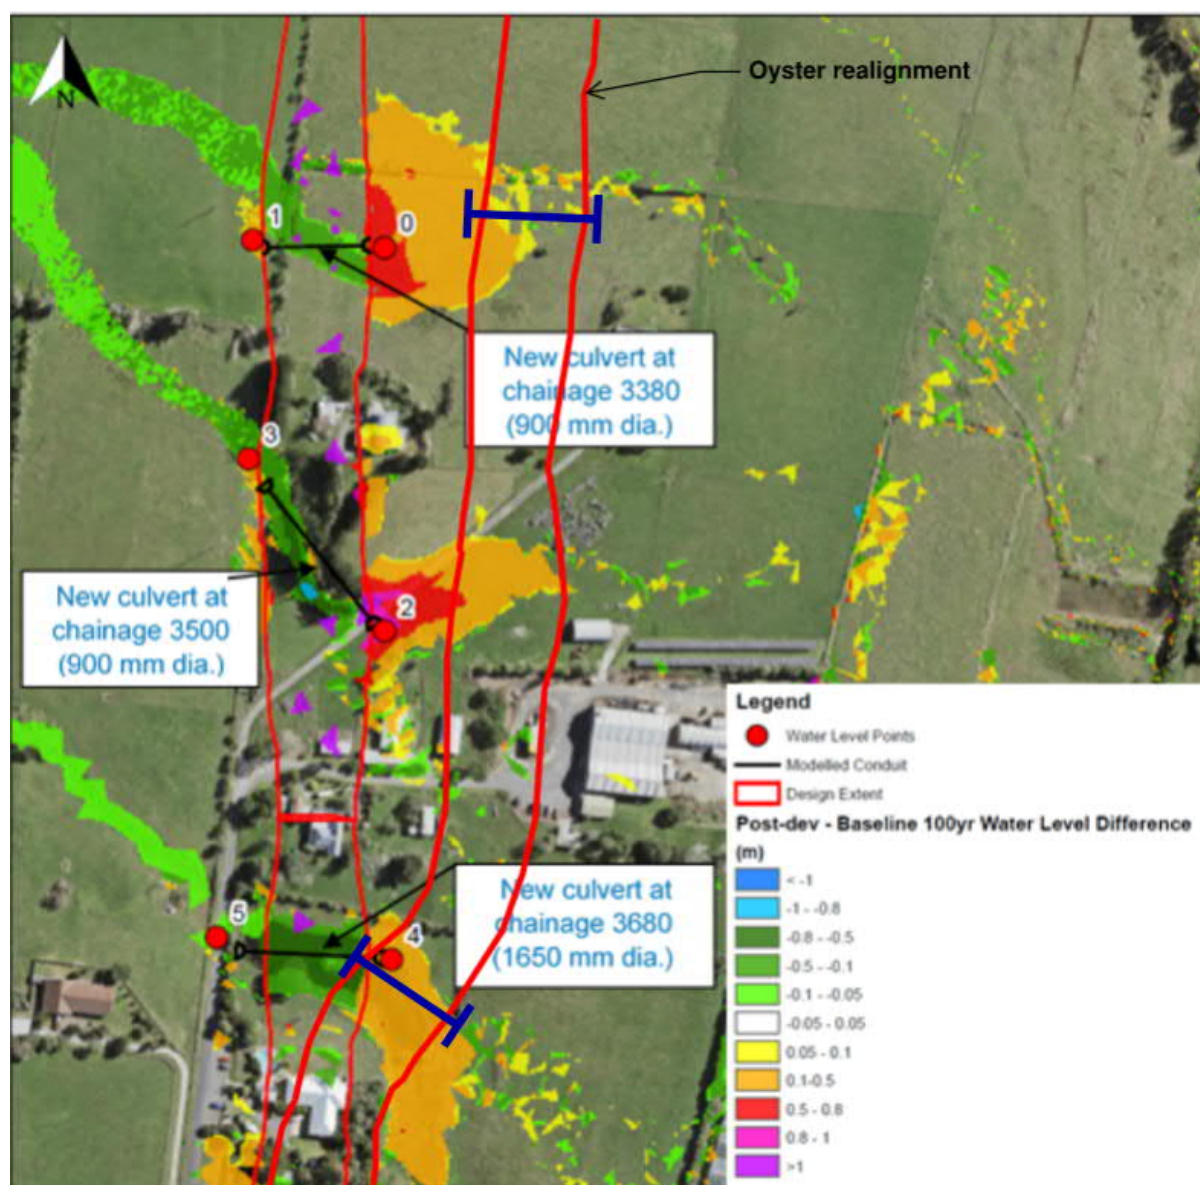 N
Oyster realignment
1
0
New culvert at
chainage 3380
(900 mm dia.)
3
New culvert at
chainage 3500
(900 mm dia.)
2
5
New culvert at
chainage 3680
(1650 mm dia.)
4
Legend
Water Level Points
Modelled Conduit
Design Extent
Post-dev - Baseline 100yr Water Level Difference
(m)
< -1
-1 - -0.8
-0.8 - -0.5
-0.5 - -0.1
-0.1 - -0.05
-0.05 - 0.05
0.05 - 0.1
0.1-0.5
0.5 - 0.8
0.8 - 1
>1